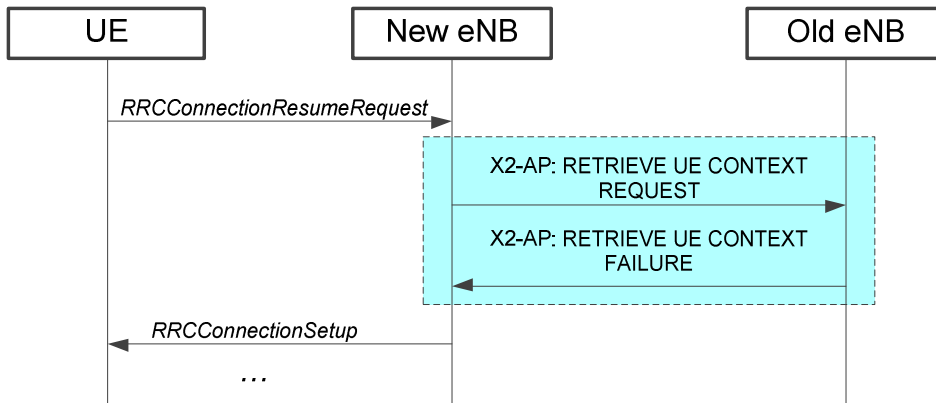 UE
New eNB
Old eNB
RRCConnectionResumeRequest
X2-AP: RETRIEVE UE CONTEXT
REQUEST
X2-AP: RETRIEVE UE CONTEXT
FAILURE
RRCConnectionSetup
...